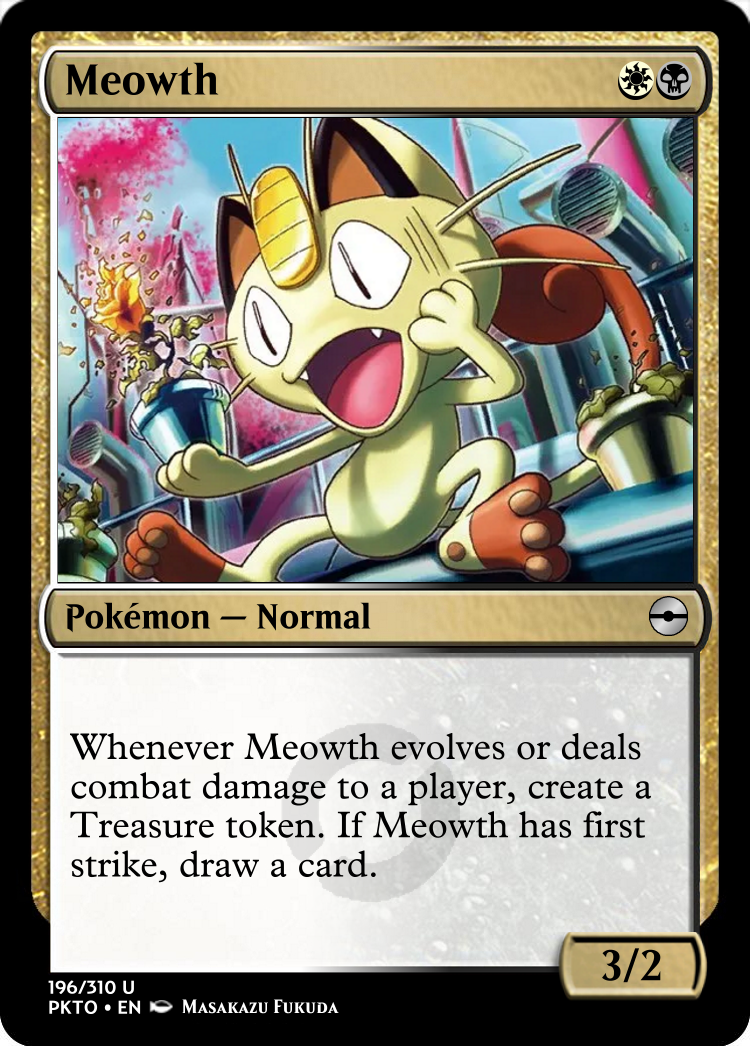 Meowth
Pokémon — Normal
Whenever Meowth evolves or deals
combat damage to a player, create a
Treasure token. If Meowth has first
strike, draw a card.
3/2
196/310 U
PKTO • EN Masakazu Fukuda